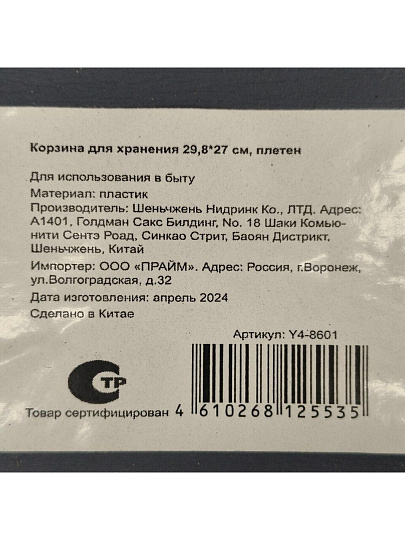 Корзина для хранения 29,8*27 см, плетен
Для использования в быту
Материал: пластик
Производитель: Шеньчжень Нидринк Ко., ЛТД. Адрес:
А1401, Голдман Сакс Билдинг, No. 18 Шаки Комью-
нити Сентэ Роад, Синкао Стрит, Баоян Дистрикт,
Шеньчжень, Китай
Импортер: ООО «ПРАЙМ». Адрес: Россия, г.Воронеж,
ул.Волгоградская, д.32
Дата изготовления: апрель 2024
Сделано в Китае
Артикул: Y4-8601
СТР
Товар сертифицирован
4 610268 125535